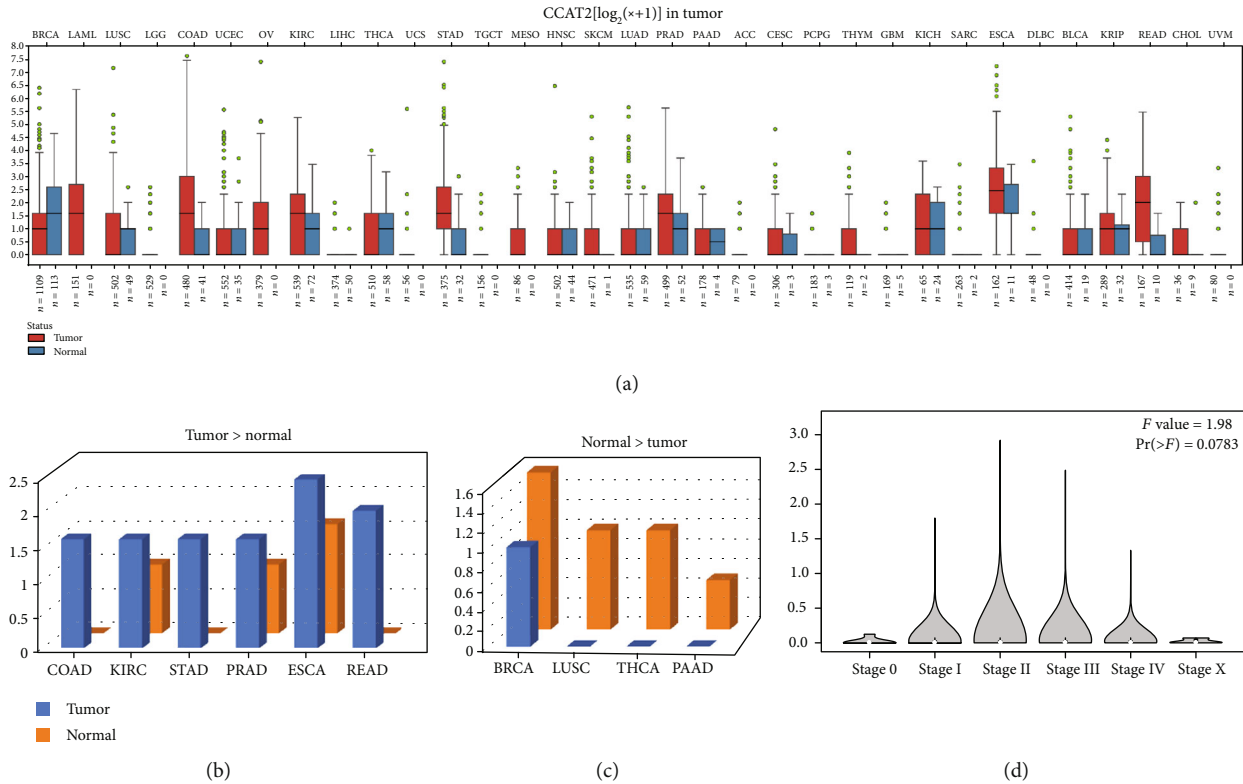 CCAT2[log2(×+1)] in tumor
BRCA LAML LUSC LGG COAD UCEC OV KIRC LIHC THCA UCS STAD TGCT MESO HNSC SKCM LUAD PRAD PAAD ACC CESC PCPG THYM GBM KICH SARC ESCA DLBC BLCA KRIP READ CHOL UVM
8.0
7.5
7.0
6.5
6.0
5.5
5.0
4.5
4.0
3.5
3.0
2.5
2.0
1.5
1.0
0.5
0.0
n = 1109 n = 113 n = 151 n = 0 n = 502 n = 49 n = 529 n = 0 n = 480 n = 41 n = 552 n = 35 n = 379 n = 0 n = 539 n = 72 n = 374 n = 50 n = 510 n = 58 n = 56 n = 0 n = 375 n = 32 n = 156 n = 0 n = 86 n = 0 n = 502 n = 44 n = 471 n = 1 n = 535 n = 59 n = 499 n = 52 n = 178 n = 4 n = 79 n = 0 n = 306 n = 3 n = 183 n = 3 n = 119 n = 2 n = 169 n = 5 n = 65 n = 24 n = 263 n = 2 n = 162 n = 11 n = 48 n = 0 n = 414 n = 19 n = 289 n = 32 n = 167 n = 10 n = 36 n = 9 n = 80 n = 0
Status
Tumor
Normal
(a)
Tumor > normal
2.5
2
1.5
1
0.5
0
COAD KIRC STAD PRAD ESCA READ
Tumor
Normal
(b)
Normal > tumor
1.6
1.4
1.2
1
0.8
0.6
0.4
0.2
0
BRCA LUSC THCA PAAD
(c)
F value = 1.98
Pr(>F) = 0.0783
3.0
2.5
2.0
1.5
1.0
0.5
0.0
Stage 0 Stage I Stage II Stage III Stage IV Stage X
(d)